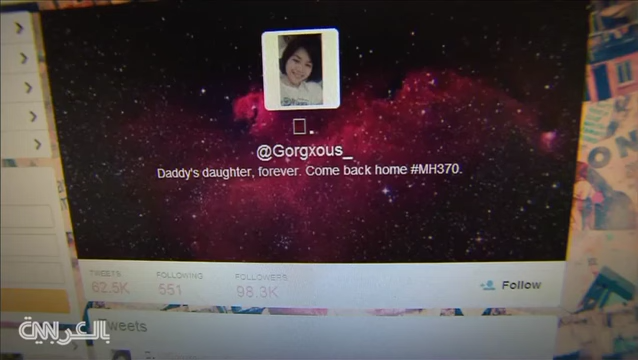 @Gorgxous_
Daddy's daughter, forever. Come back home #MH370.
TWEETS FOLLOWING FOLLOWERS
62.5K 551 98.3K
Follow
CNN بالعربية
Tweets
ON